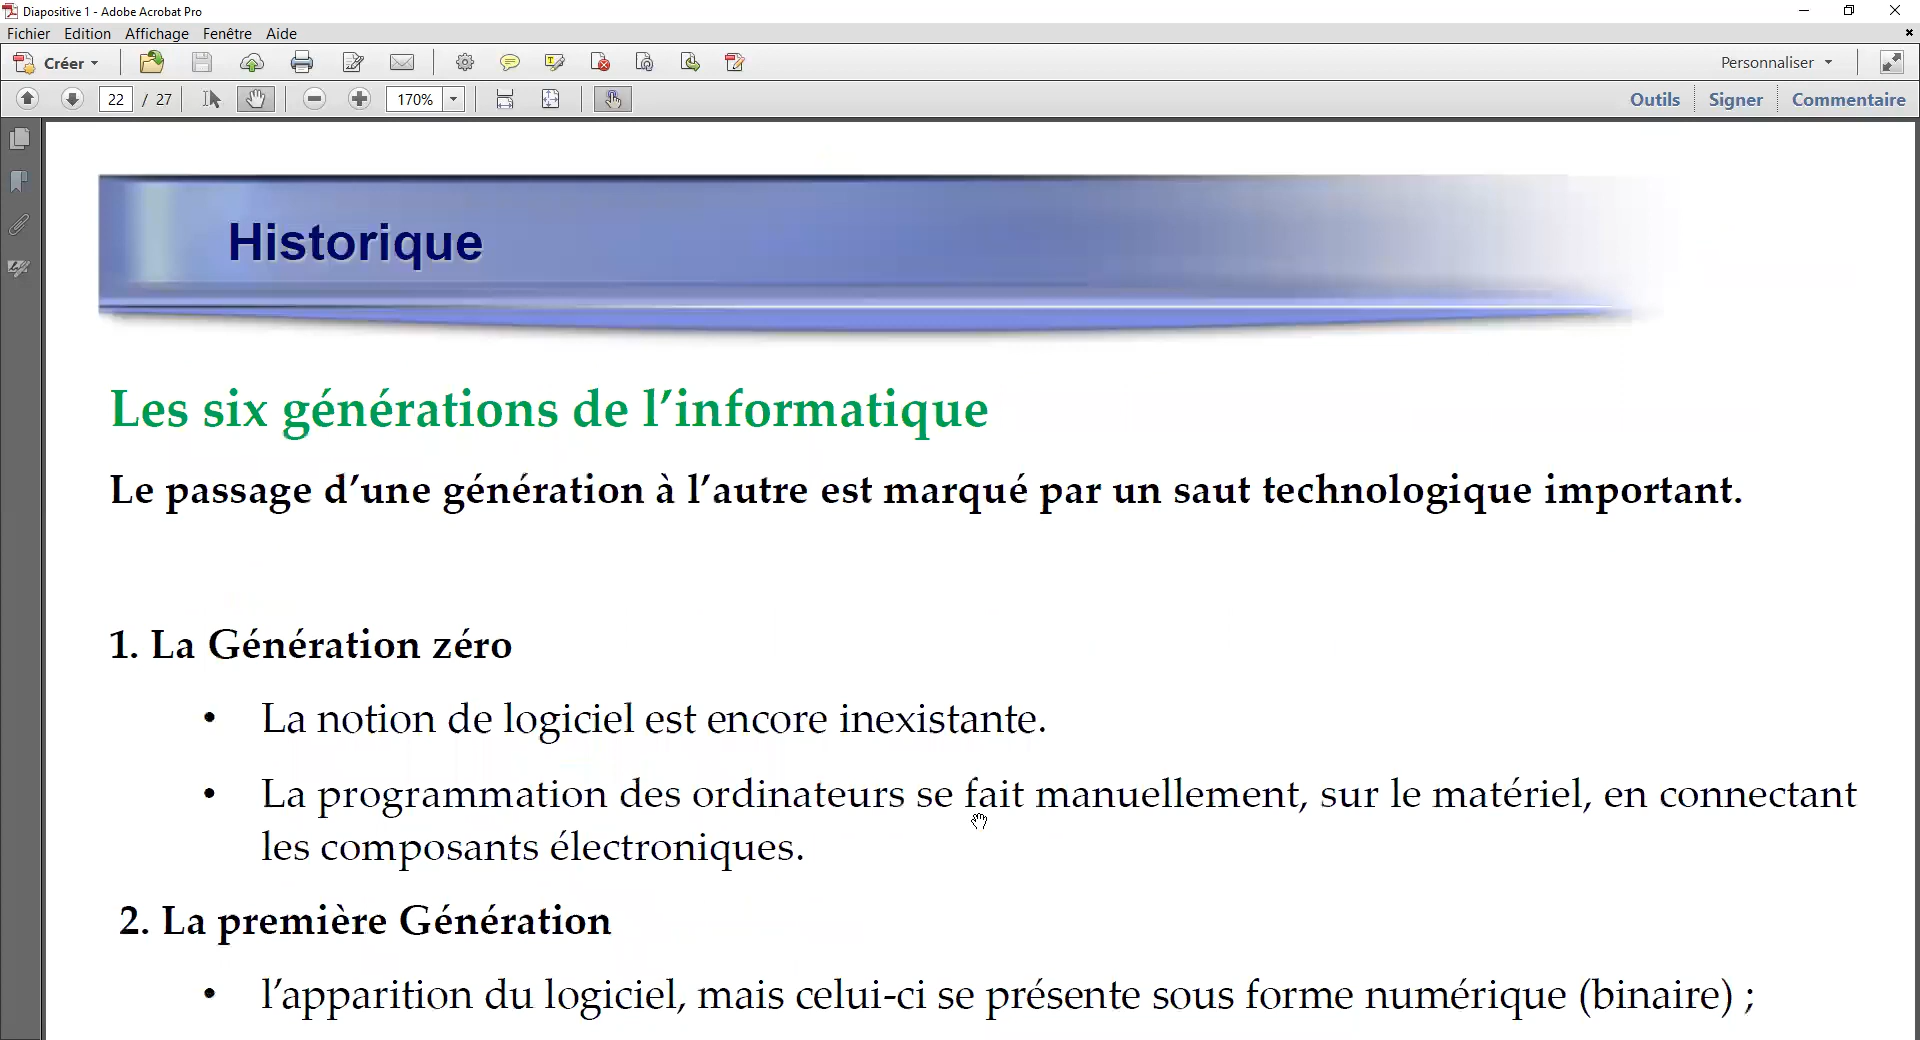 Diapositive 1 - Adobe Acrobat Pro
Fichier Edition Affichage Fenêtre Aide
Créer Personnaliser
22 / 27 170% Outils Signer Commentaire
Historique
Les six générations de l’informatique
Le passage d’une génération à l’autre est marqué par un saut technologique important.
1. La Génération zéro
• La notion de logiciel est encore inexistante.
• La programmation des ordinateurs se fait manuellement, sur le matériel, en connectant
les composants électroniques.
2. La première Génération
• l’apparition du logiciel, mais celui-ci se présente sous forme numérique (binaire) ;